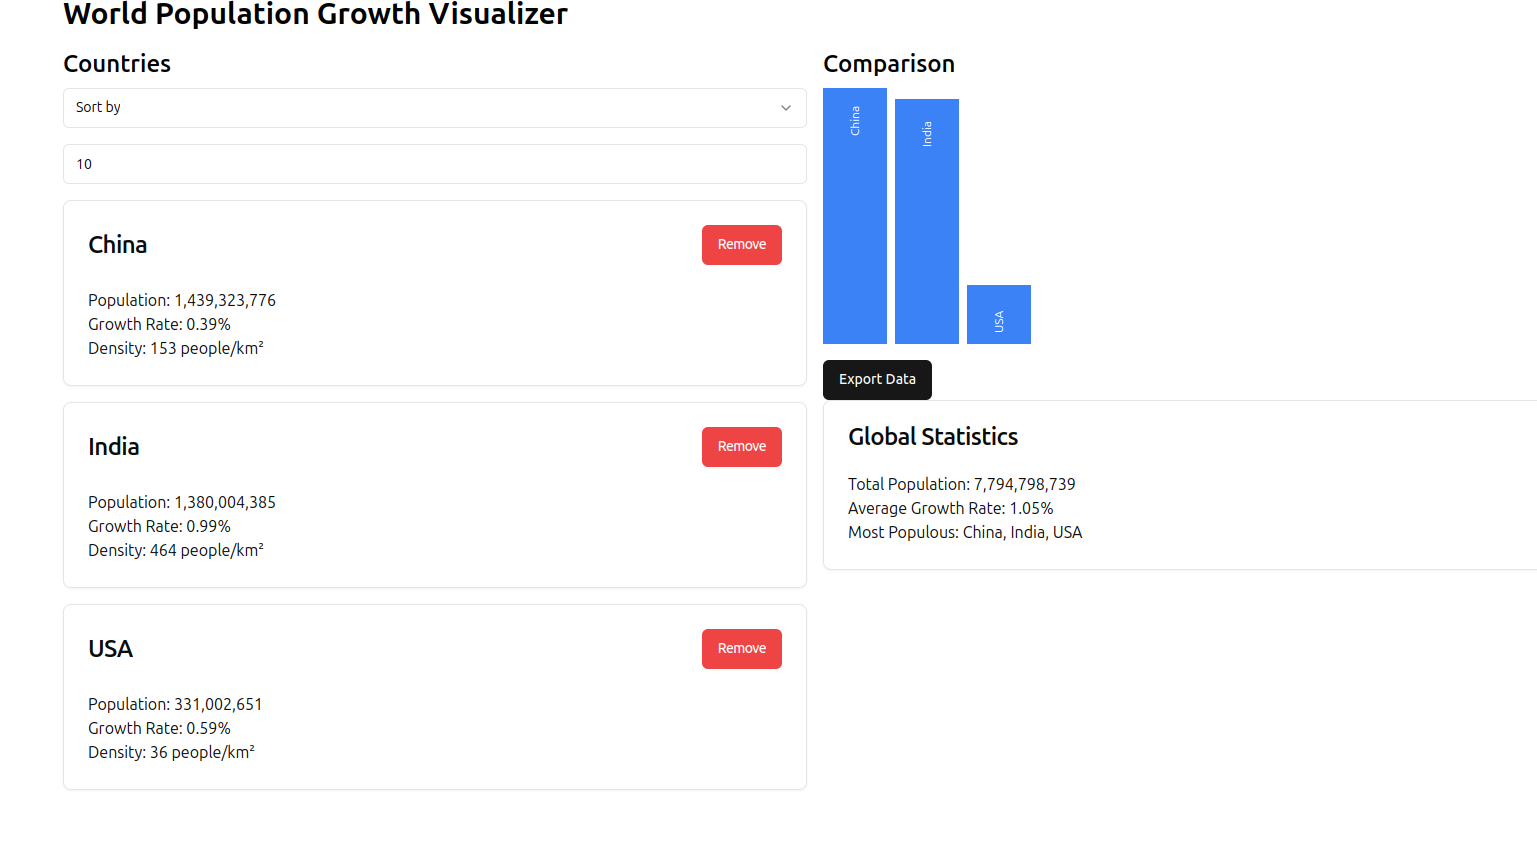 World Population Growth Visualizer
Countries
Sort by
10
China
Remove
Population: 1,439,323,776
Growth Rate: 0.39%
Density: 153 people/km²
India
Remove
Population: 1,380,004,385
Growth Rate: 0.99%
Density: 464 people/km²
USA
Remove
Population: 331,002,651
Growth Rate: 0.59%
Density: 36 people/km²
Comparison
China
India
USA
Export Data
Global Statistics
Total Population: 7,794,798,739
Average Growth Rate: 1.05%
Most Populous: China, India, USA